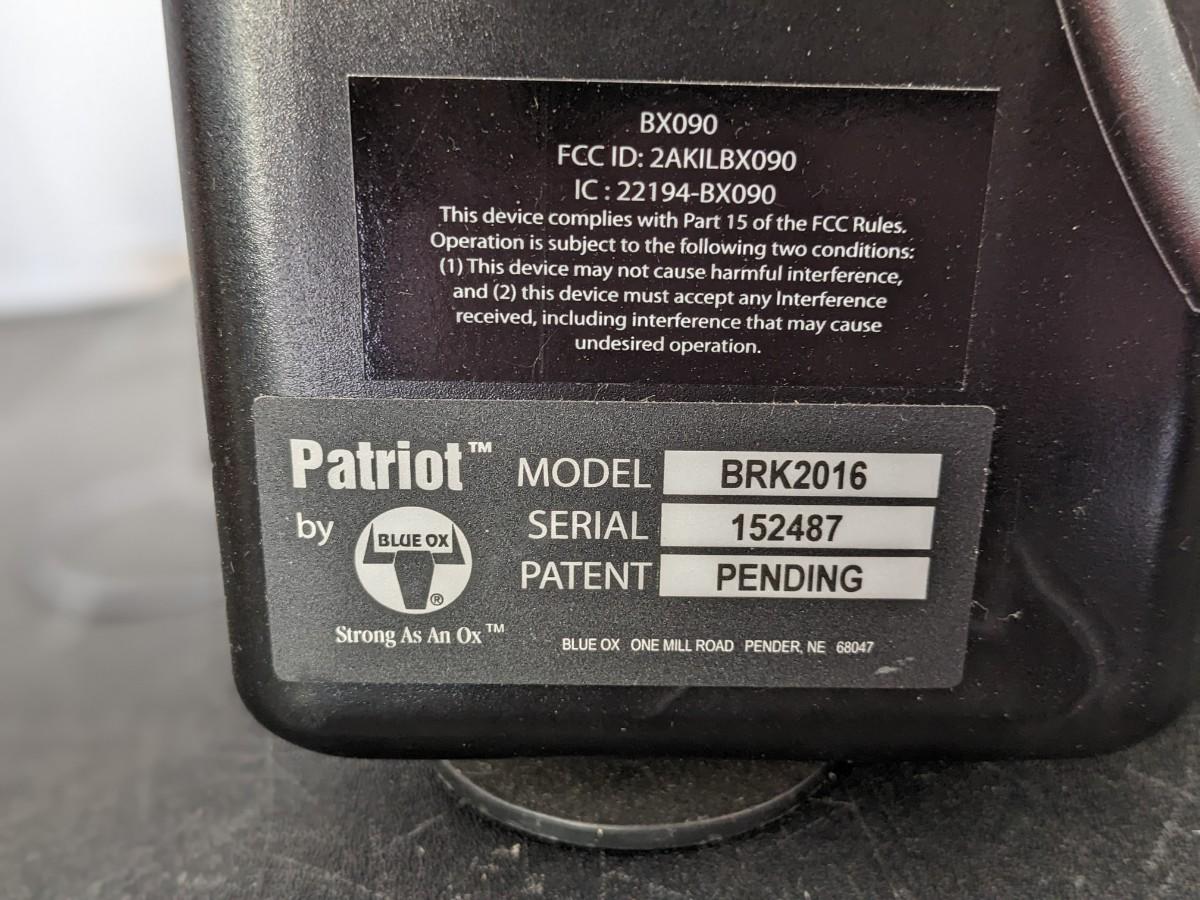 BX090
FCC ID: 2AKILBX090
IC : 22194-BX090
This device complies with Part 15 of the FCC Rules.
Operation is subject to the following two conditions:
(1) This device may not cause harmful interference,
and (2) this device must accept any Interference
received, including interference that may cause
undesired operation.
Patriot™
by
BLUE OX
®
Strong As An Ox™
MODEL BRK2016
SERIAL 152487
PATENT PENDING
BLUE OX ONE MILL ROAD PENDER, NE 68047